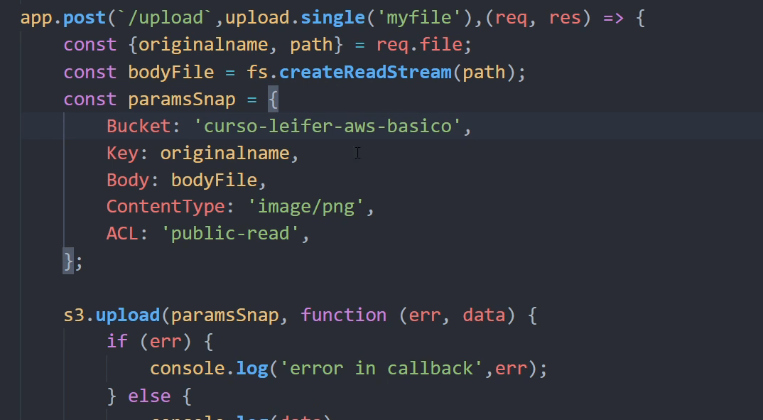 app.post(`/upload`,upload.single('myfile'),(req, res) => {
const {originalname, path} = req.file;
const bodyFile = fs.createReadStream(path);
const paramsSnap = {
Bucket: 'curso-leifer-aws-basico',
Key: originalname,
Body: bodyFile,
ContentType: 'image/png',
ACL: 'public-read',
};
s3.upload(paramsSnap, function (err, data) {
if (err) {
console.log('error in callback',err);
} else {
console.log(data)